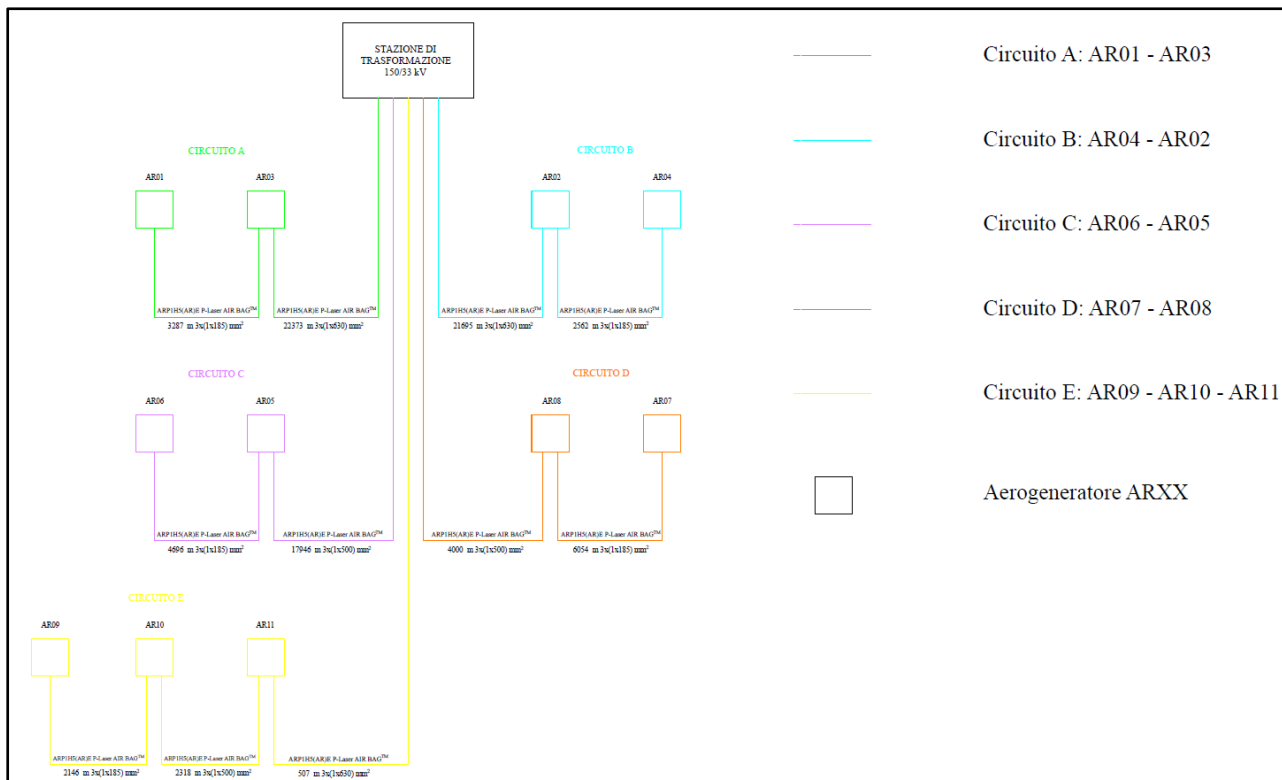 STAZIONE DI
TRASFORMAZIONE
150/33 kV
CIRCUITO A
AR01
AR03
ARP1H5(AR)E P-Laser AIR BAG™
3287 m 3x(1x185) mm²
ARP1H5(AR)E P-Laser AIR BAG™
22373 m 3x(1x630) mm²
CIRCUITO B
AR02
AR04
ARP1H5(AR)E P-Laser AIR BAG™
21695 m 3x(1x630) mm²
ARP1H5(AR)E P-Laser AIR BAG™
2562 m 3x(1x185) mm²
CIRCUITO C
AR06
AR05
ARP1H5(AR)E P-Laser AIR BAG™
4696 m 3x(1x185) mm²
ARP1H5(AR)E P-Laser AIR BAG™
17946 m 3x(1x500) mm²
CIRCUITO D
AR08
AR07
ARP1H5(AR)E P-Laser AIR BAG™
4000 m 3x(1x500) mm²
ARP1H5(AR)E P-Laser AIR BAG™
6054 m 3x(1x185) mm²
CIRCUITO E
AR09
AR10
AR11
ARP1H5(AR)E P-Laser AIR BAG™
2146 m 3x(1x185) mm²
ARP1H5(AR)E P-Laser AIR BAG™
2318 m 3x(1x500) mm²
ARP1H5(AR)E P-Laser AIR BAG™
507 m 3x(1x630) mm²
Circuito A: AR01 - AR03
Circuito B: AR04 - AR02
Circuito C: AR06 - AR05
Circuito D: AR07 - AR08
Circuito E: AR09 - AR10 - AR11
Aerogeneratore ARXX